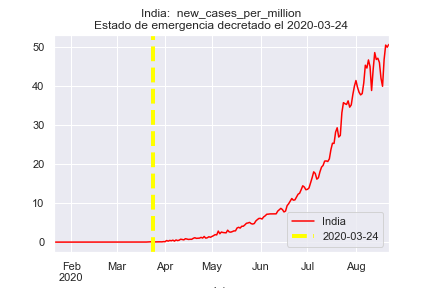 India:  new_cases_per_million
Estado de emergencia decretado el 2020-03-24
50
40
30
20
10
0
Feb
2020
Mar
Apr
May
Jun
Jul
Aug
India
2020-03-24